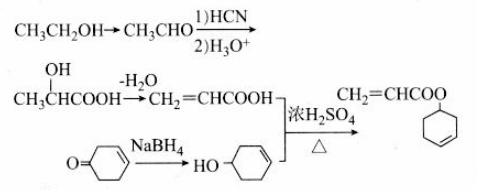 CH₃CH₂OH→CH₃CHO 1)HCN
2)H₃O⁺
OH
CH₃CHCOOH -H₂O → CH₂=CHCOOH
O= NaBH₄ HO
浓H₂SO₄
△
CH₂=CHCOO